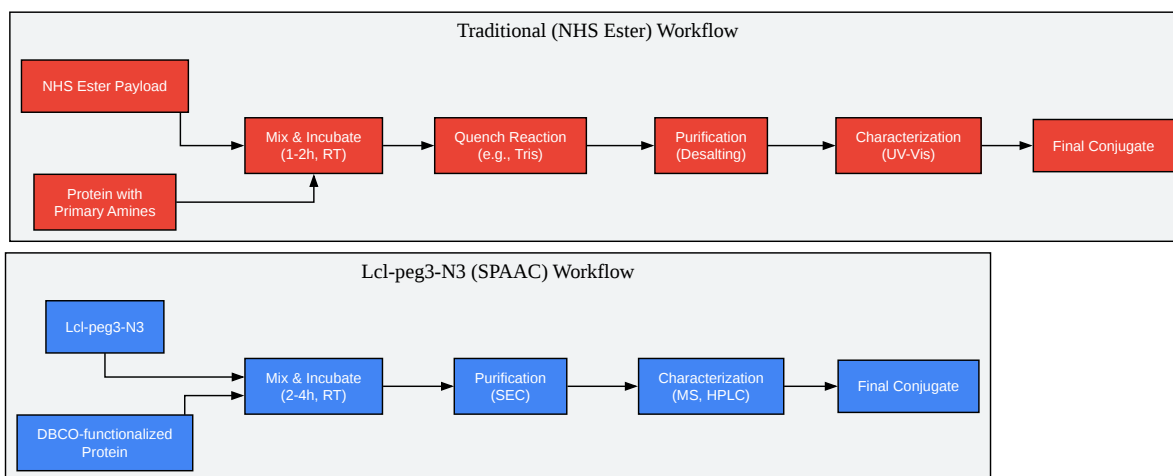 Traditional (NHS Ester) Workflow
NHS Ester Payload
Protein with
Primary Amines
Mix & Incubate
(1-2h, RT)
Quench Reaction
(e.g., Tris)
Purification
(Desalting)
Characterization
(UV-Vis)
Final Conjugate
Lcl-peg3-N3 (SPAAC) Workflow
Lcl-peg3-N3
DBCO-functionalized
Protein
Mix & Incubate
(2-4h, RT)
Purification
(SEC)
Characterization
(MS, HPLC)
Final Conjugate